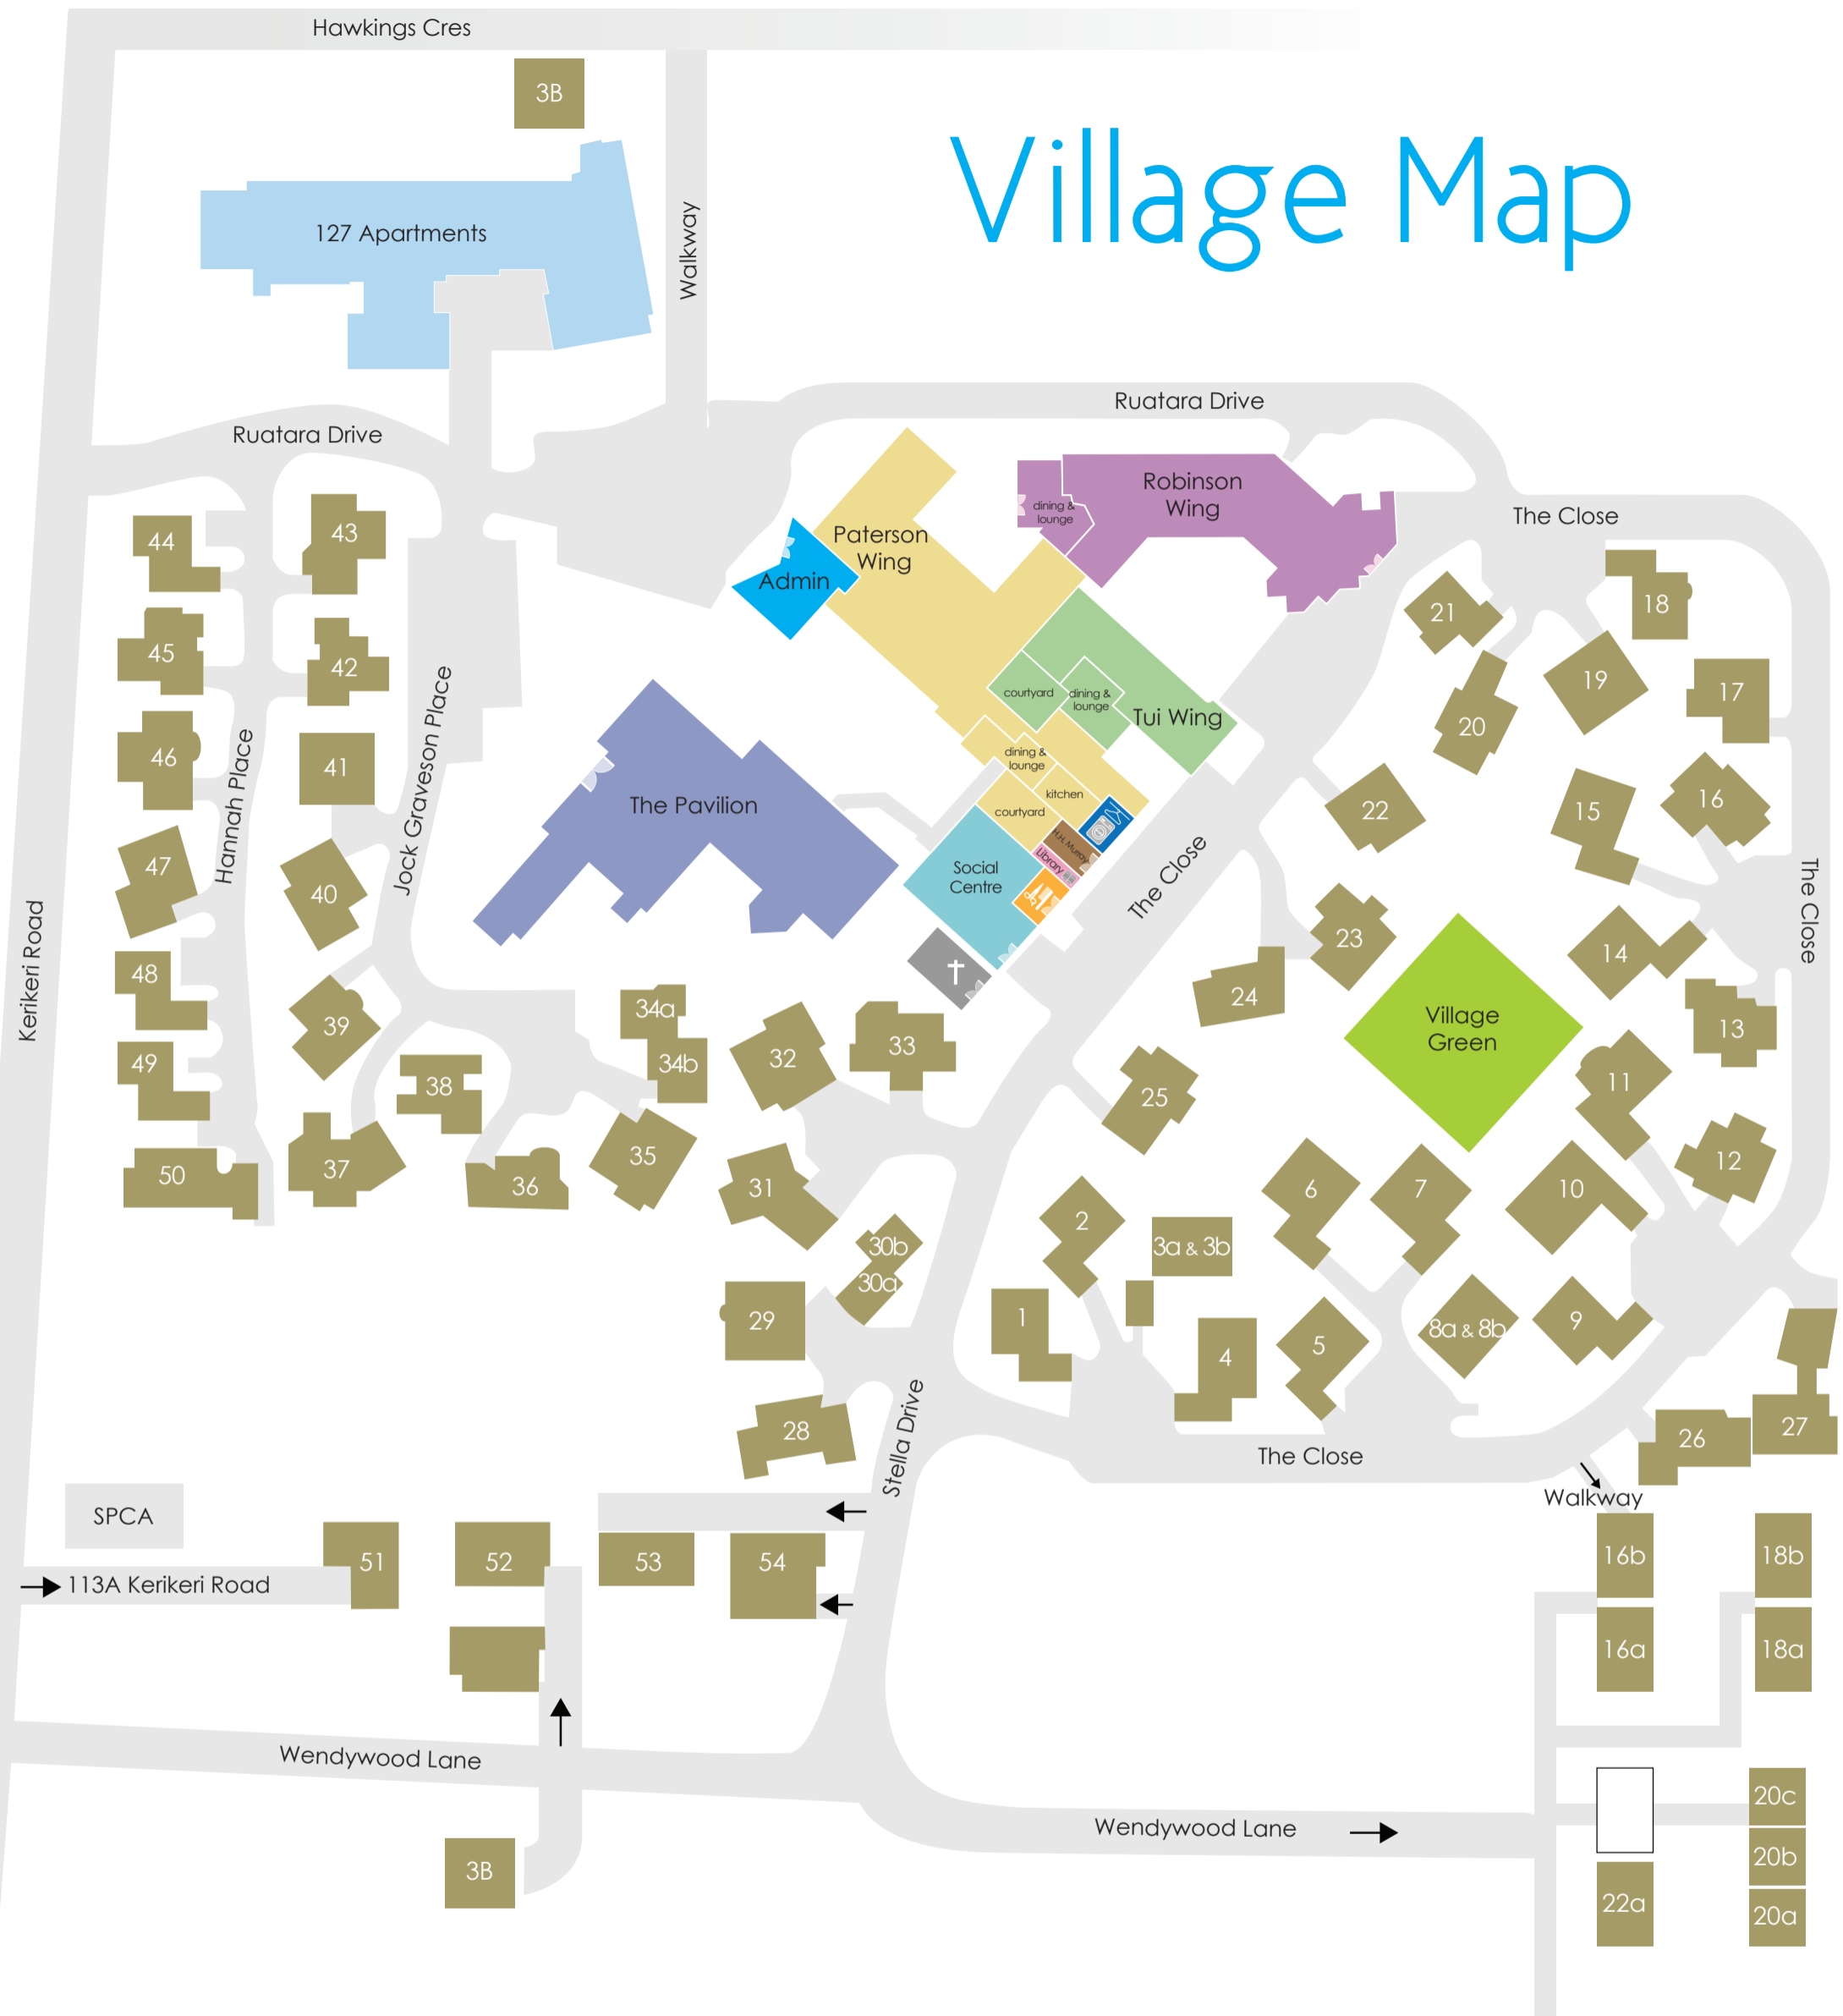 Hawkings Cres
3B
Village Map
127 Apartments
Walkway
Ruatara Drive
Ruatara Drive
Robinson
Wing
dining &
lounge
The Close
Paterson
Wing
Admin
44
43
45
42
46
41
47
40
48
39
49
38
50
37
36
35
Hannah Place
Jock Graveson Place
Kerikeri Road
The Pavilion
courtyard
dining &
lounge
Tui Wing
dining &
lounge
kitchen
courtyard
H.H. Murray
Library
Social
Centre
The Close
21
18
19
17
20
22
15
16
23
14
24
13
Village
Green
The Close
34a
34b
32
33
25
11
12
31
30b
30a
29
28
2
3a & 3b
6
7
10
1
4
5
8a & 8b
9
26
27
Stella Drive
The Close
Walkway
SPCA
113A Kerikeri Road
51
52
53
54
16b
18b
16a
18a
Wendywood Lane
Wendywood Lane
3B
20c
20b
22a
20a